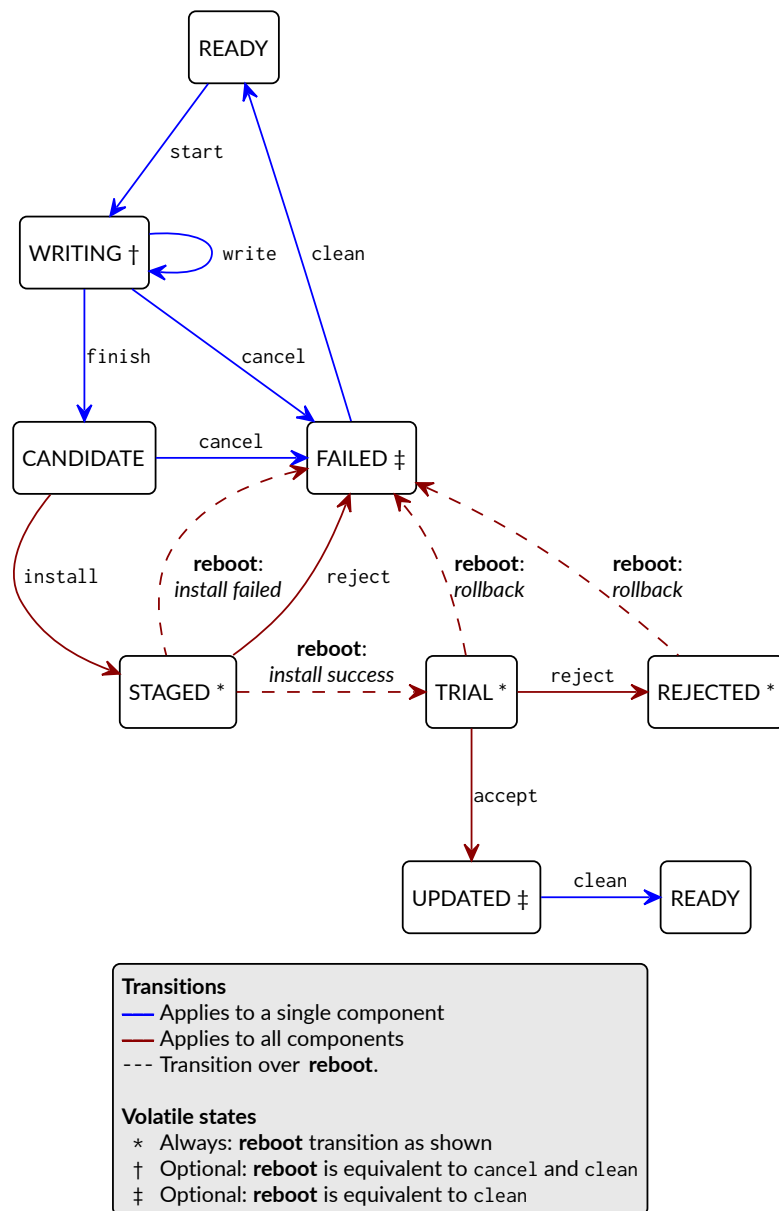 READY
start
WRITING †
write
clean
finish
cancel
CANDIDATE
cancel
FAILED ‡
install
reboot:
install failed
reject
reboot:
rollback
reboot:
rollback
reboot:
install success
STAGED *
TRIAL *
reject
REJECTED *
accept
UPDATED ‡
clean
READY
Transitions
Applies to a single component
Applies to all components
--- Transition over reboot.
Volatile states
* Always: reboot transition as shown
† Optional: reboot is equivalent to cancel and clean
‡ Optional: reboot is equivalent to clean